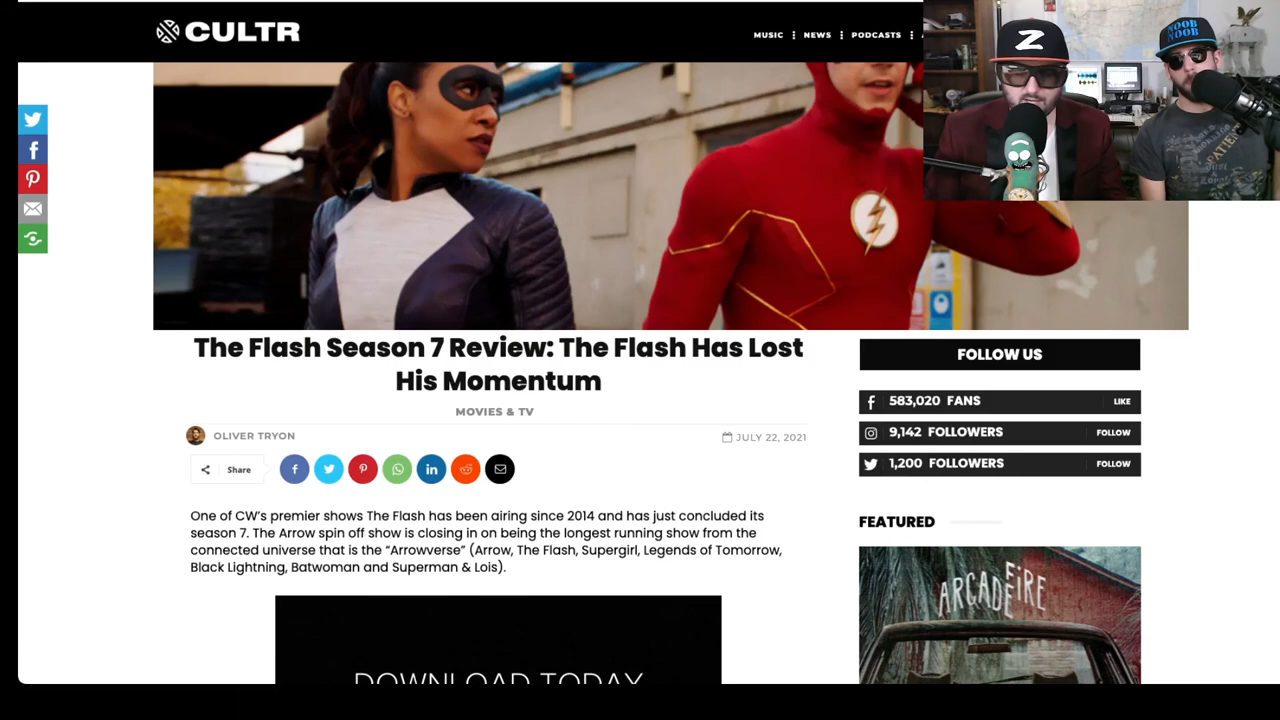 CULTR
MUSIC
NEWS
PODCASTS
Z
NOOB
NOOB
The Flash Season 7 Review: The Flash Has Lost
His Momentum
MOVIES & TV
OLIVER TRYON
JULY 22, 2021
Share
One of CW's premier shows The Flash has been airing since 2014 and has just concluded its
season 7. The Arrow spin off show is closing in on being the longest running show from the
connected universe that is the “Arrowverse” (Arrow, The Flash, Supergirl, Legends of Tomorrow,
Black Lightning, Batwoman and Superman & Lois).
DOWNLOAD TODAY
FOLLOW US
583,020 FANS
LIKE
9,142 FOLLOWERS
FOLLOW
1,200 FOLLOWERS
FOLLOW
FEATURED
ARCADE FIRE